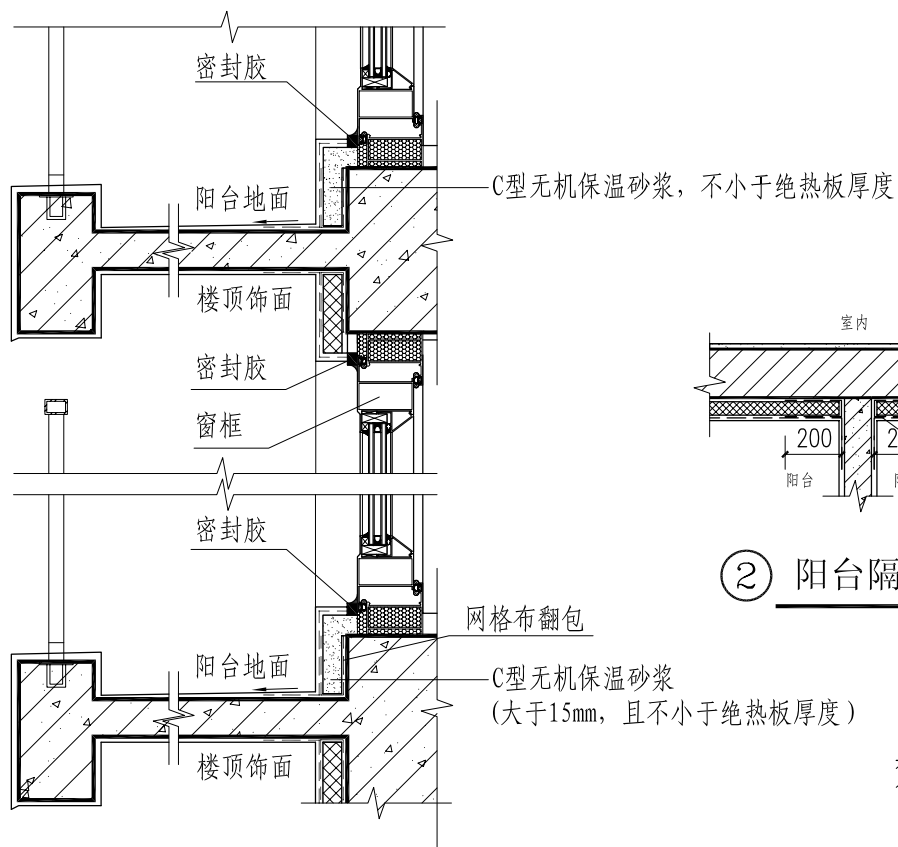 密封胶
C型无机保温砂浆，不小于绝热板厚度
阳台地面
楼顶饰面
密封胶
窗框
密封胶
网格布翻包
阳台地面
C型无机保温砂浆
(大于15mm，且不小于绝热板厚度)
楼顶饰面
室内
200
2
阳台
② 阳台隔